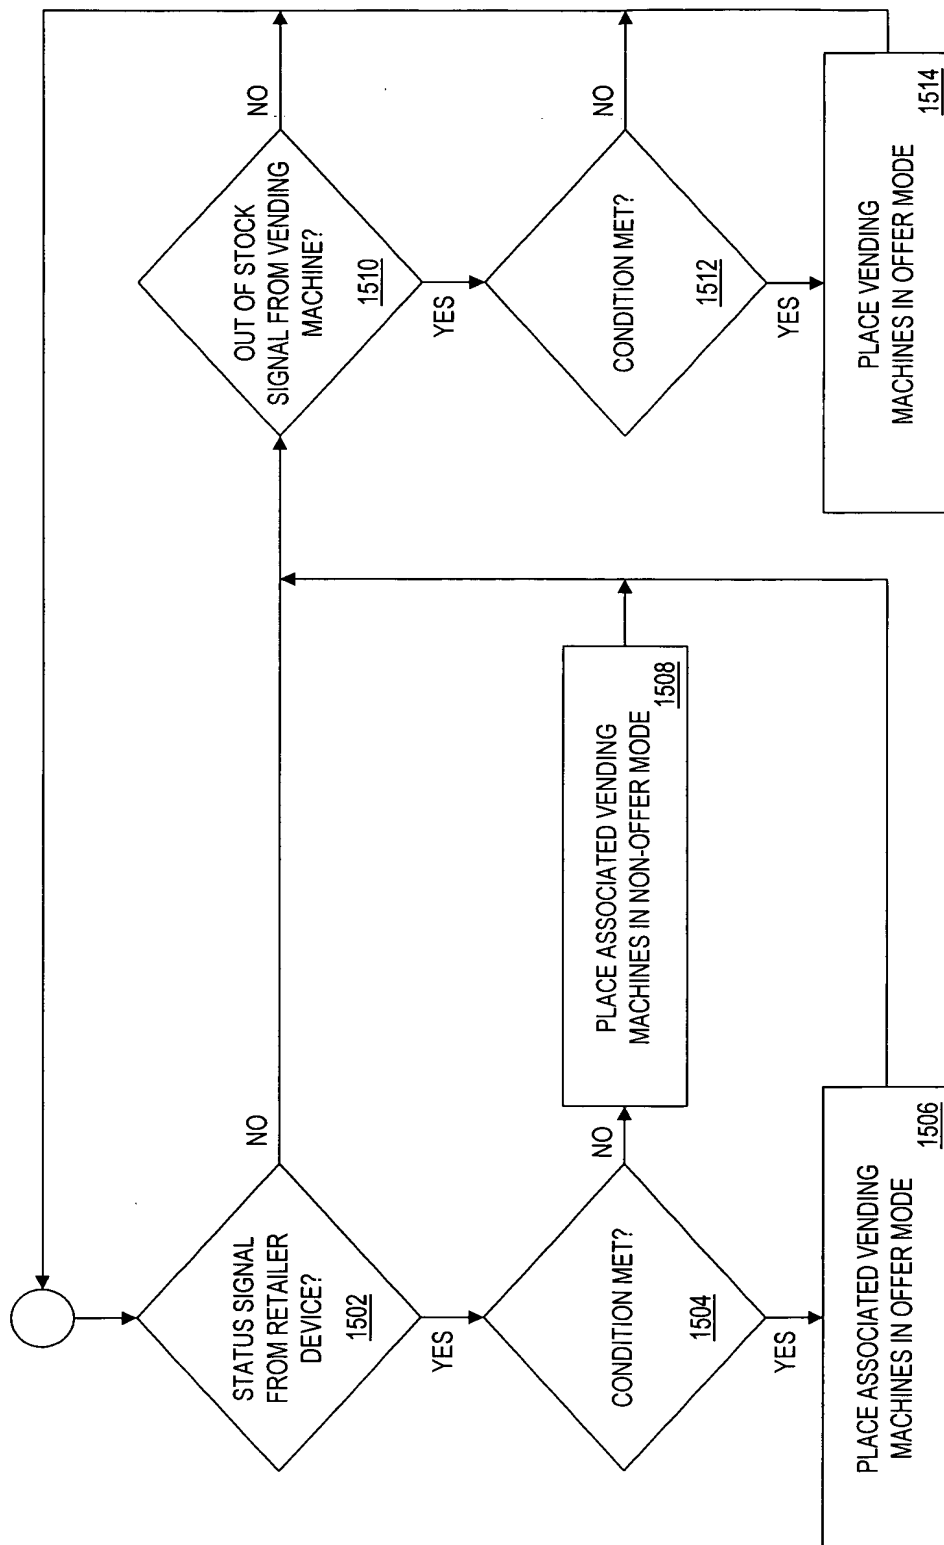 STATUS SIGNAL
FROM RETAILER
DEVICE?
1502
NO
YES
CONDITION MET?
1504
NO
YES
PLACE ASSOCIATED VENDING
MACHINES IN OFFER MODE
1506
PLACE ASSOCIATED VENDING
MACHINES IN NON-OFFER MODE
1508
OUT OF STOCK
SIGNAL FROM VENDING
MACHINE?
1510
NO
YES
CONDITION MET?
1512
NO
YES
PLACE VENDING
MACHINES IN OFFER MODE
1514